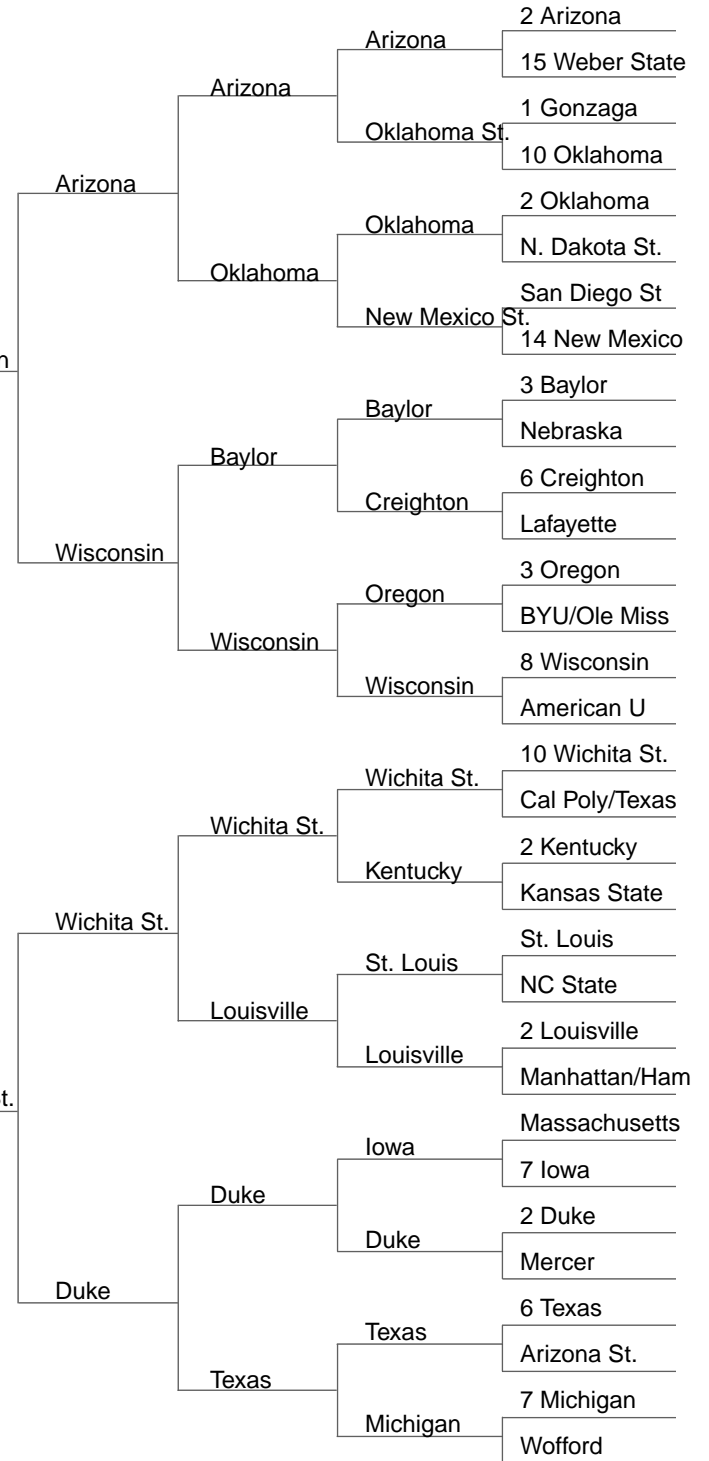 2 Arizona
Arizona
15 Weber State
Arizona
1 Gonzaga
Oklahoma St.
10 Oklahoma
Arizona
2 Oklahoma
Oklahoma
N. Dakota St.
Oklahoma
San Diego St
New Mexico St.
14 New Mexico
n
3 Baylor
Baylor
Nebraska
Baylor
6 Creighton
Creighton
Lafayette
Wisconsin
3 Oregon
Oregon
BYU/Ole Miss
Wisconsin
8 Wisconsin
Wisconsin
American U
10 Wichita St.
Wichita St.
Cal Poly/Texas
Wichita St.
2 Kentucky
Kentucky
Kansas State
Wichita St.
St. Louis
St. Louis
NC State
Louisville
2 Louisville
Louisville
Manhattan/Ham
t.
Massachusetts
Iowa
7 Iowa
Duke
2 Duke
Duke
Mercer
Duke
6 Texas
Texas
Arizona St.
Texas
7 Michigan
Michigan
Wofford